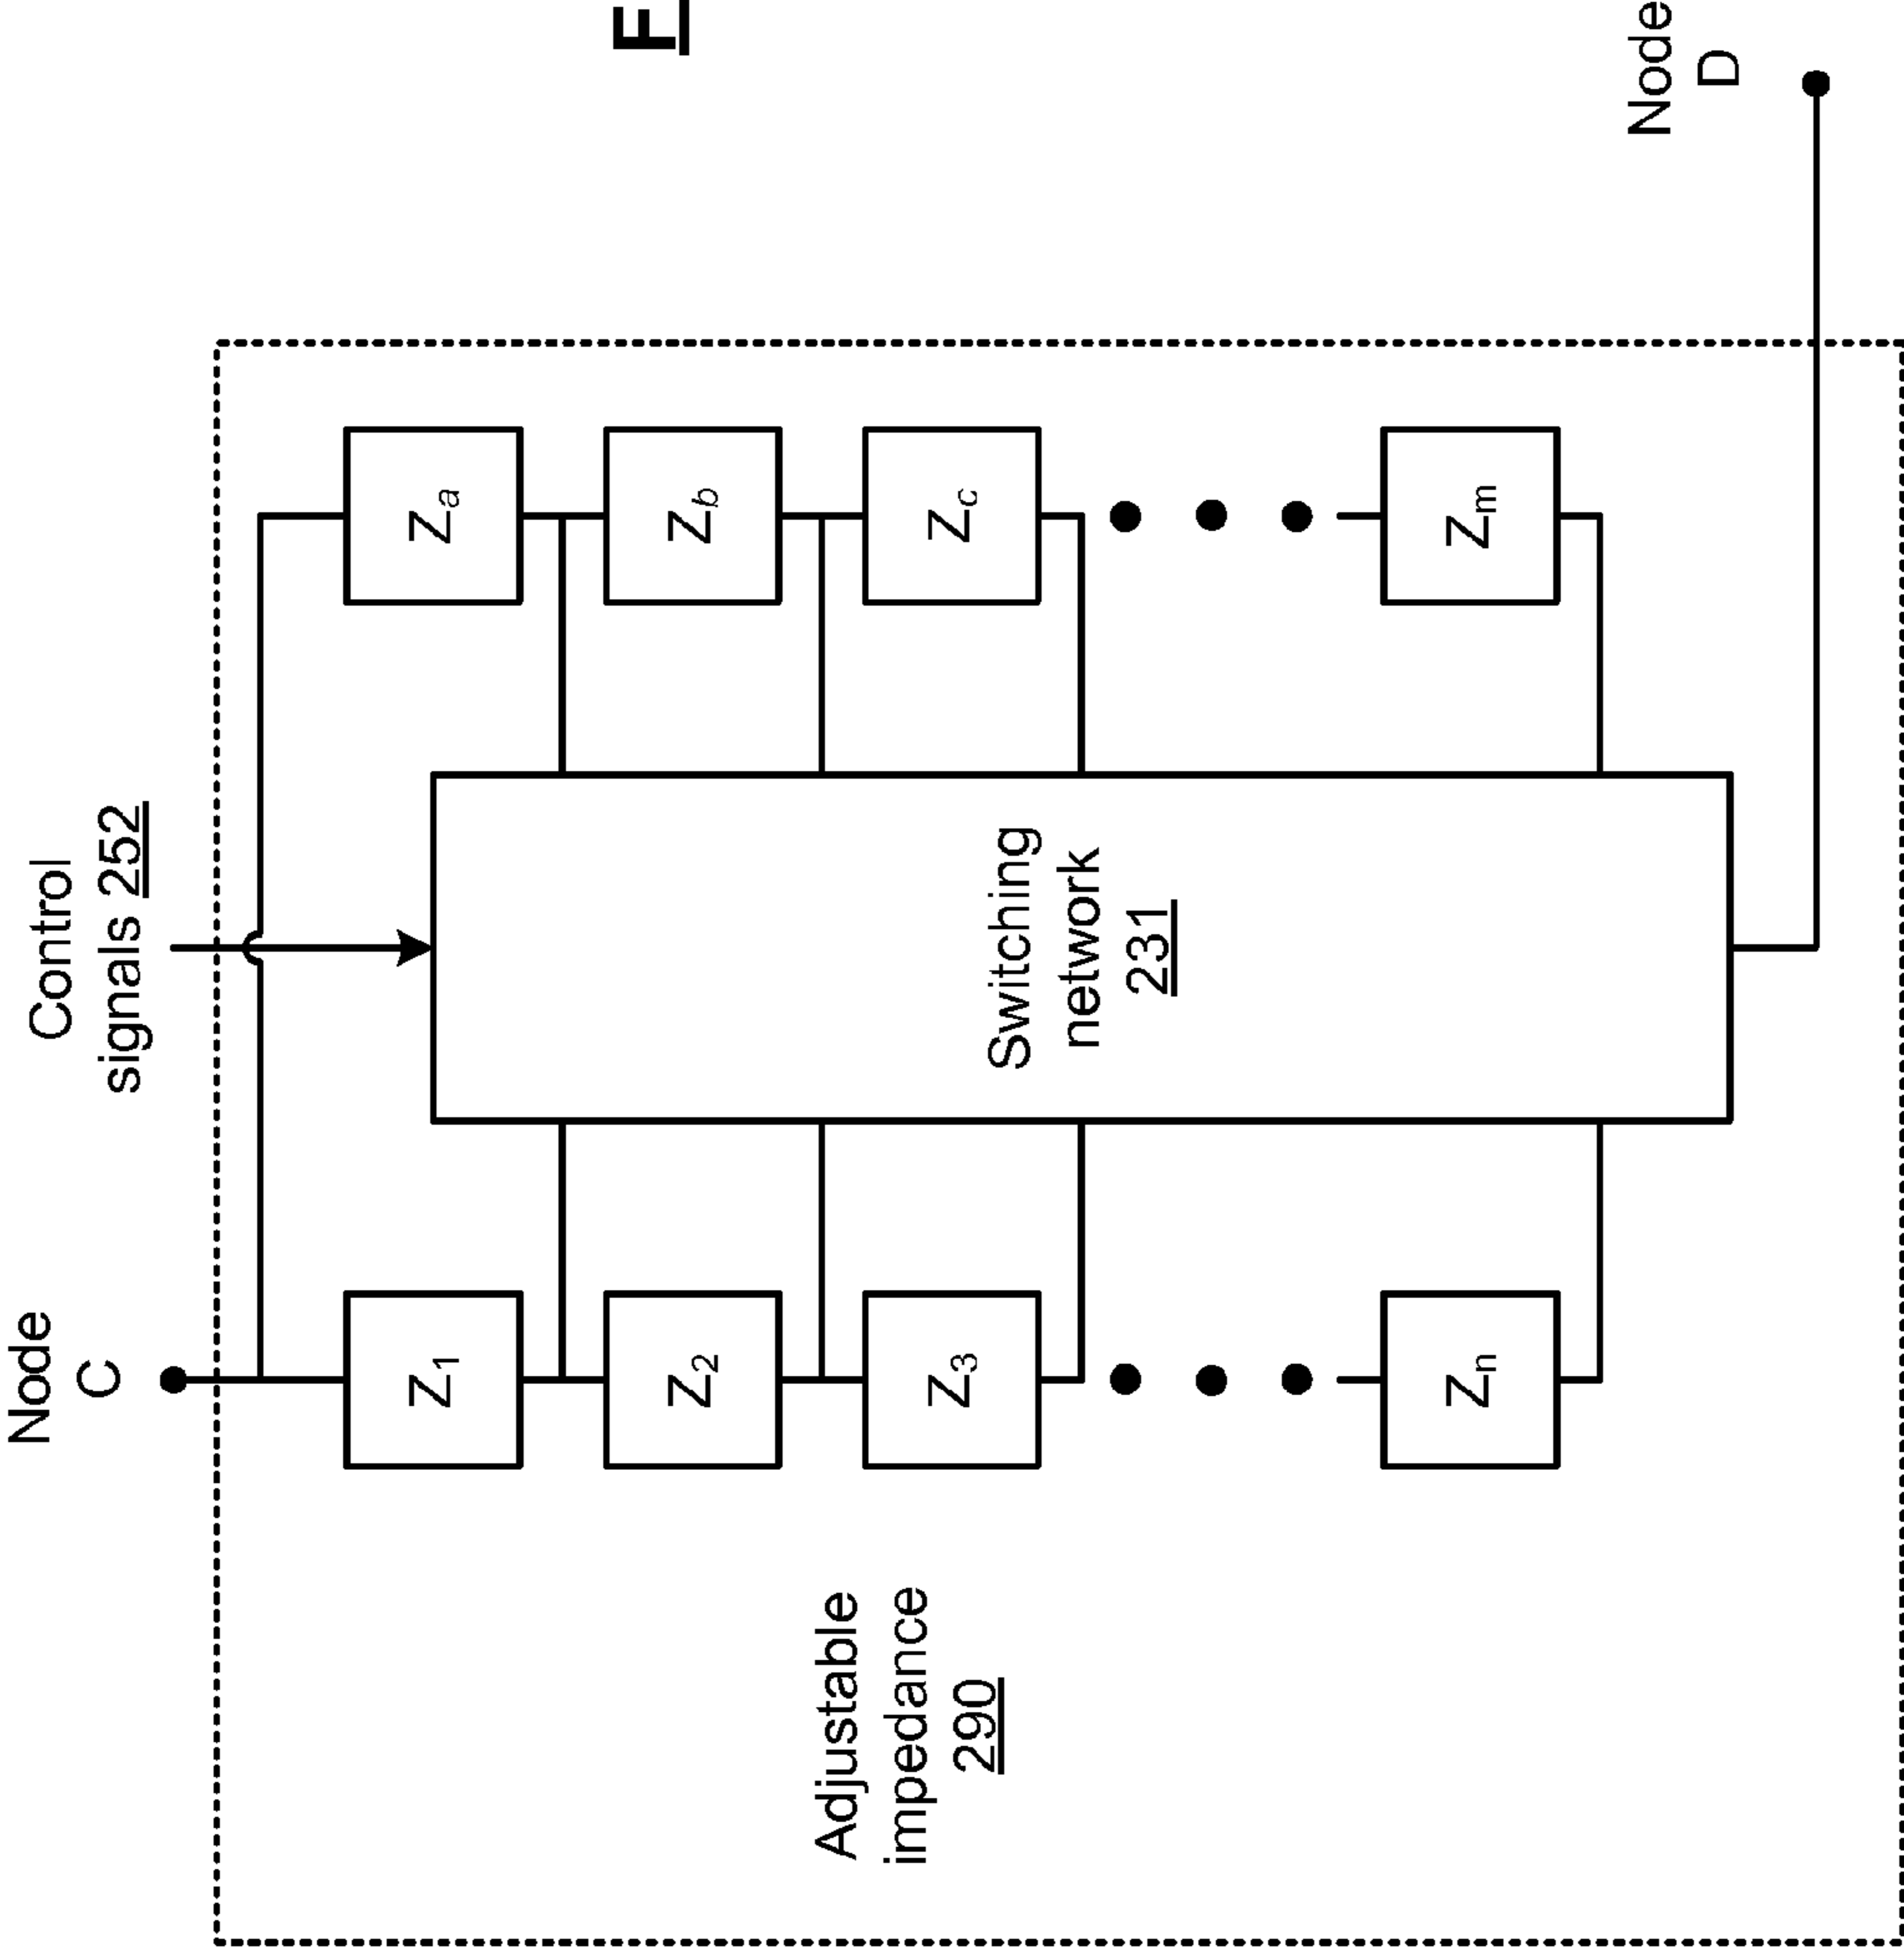 Node
C
Control
signals 252
Z1
Z2
Z3
Zn
Switching
network
231
Za
Zb
Zc
Zm
Adjustable
impedance
290
Node
D
F